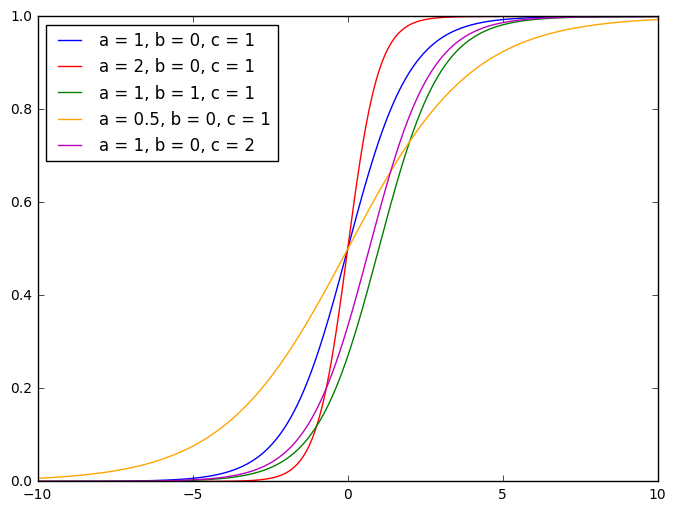 1.0
0.8
0.6
0.4
0.2
0.0
a = 1, b = 0, c = 1
a = 2, b = 0, c = 1
a = 1, b = 1, c = 1
a = 0.5, b = 0, c = 1
a = 1, b = 0, c = 2
−10 −5 0 5 10